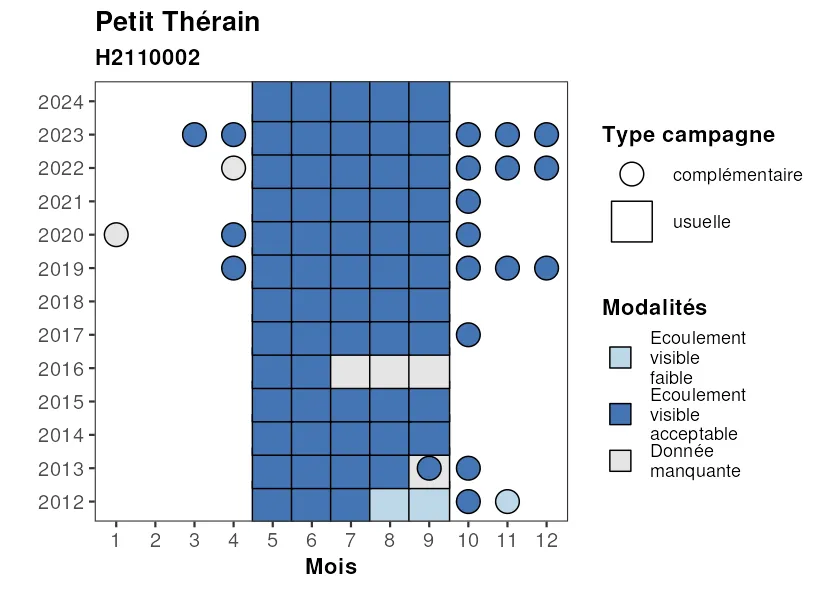 Petit Thérain
H2110002
2024
2023
2022
2021
2020
2019
2018
2017
2016
2015
2014
2013
2012
1 2 3 4 5 6 7 8 9 10 11 12
Mois
Type campagne
complémentaire
usuelle
Modalités
Ecoulement
visible
faible
Ecoulement
visible
acceptable
Donnée
manquante